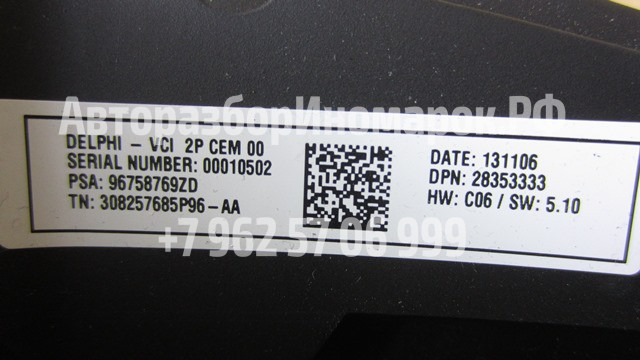 АвторазборИномарок.РФ
DELPHI - VCI 2P CEM 00
SERIAL NUMBER: 00010502
PSA: 96758769ZD
TN: 308257685P96-AA
DATE: 131106
DPN: 28353333
HW: C06 / SW: 5.10
+7 962 57 06 999